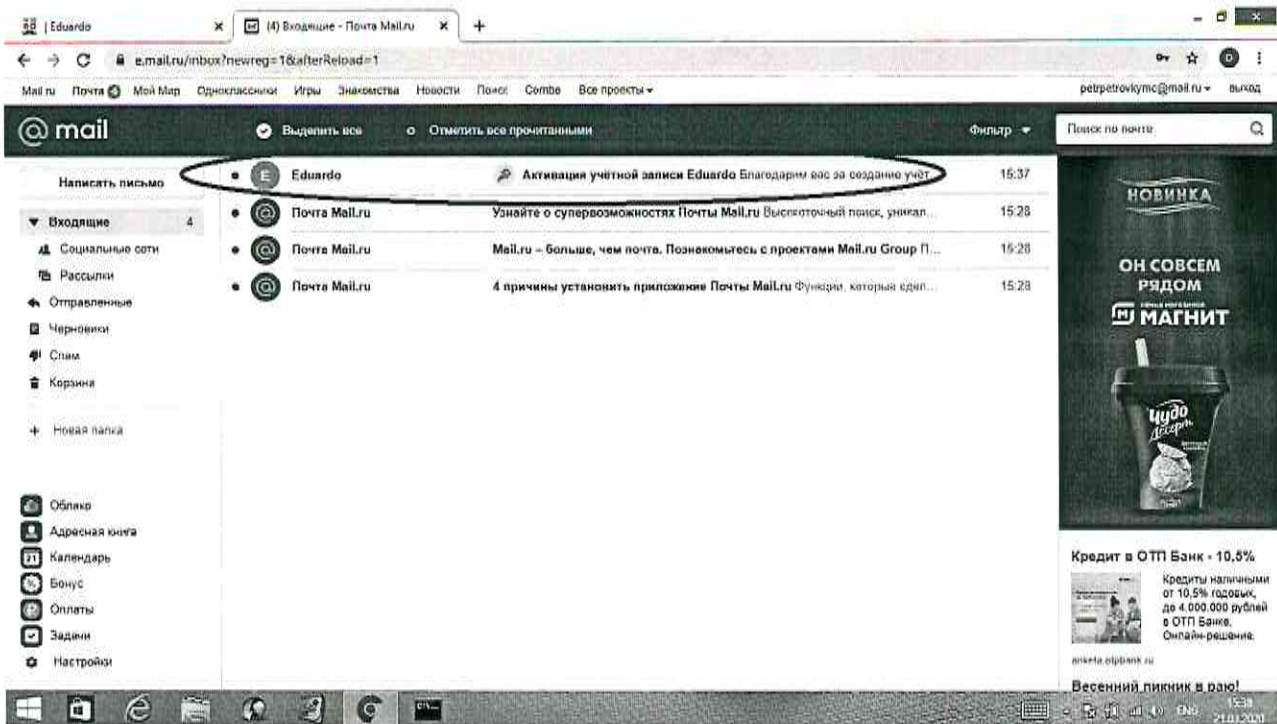 | Eduardo
(4) Входящие - Почта Mail.ru
e.mail.ru/inbox?newreg=1&afterReload=1
Mail.ru Почта Мой Мир Одноклассники Игры Знакомства Новости Поиск Combo Все проекты
petrpetrovkymc@mail.ru выход
@ mail
Выделить все
Отметить все прочитанными
Фильтр
Поиск по почте
Написать письмо
Входящие 4
Социальные сети
Рассылки
Отправленные
Черновики
Спам
Корзина
+ Новая папка
Облако
Адресная книга
Календарь
Бонус
Оплаты
Задачи
Настройки
E Eduardo Активация учётной записи Eduardo Благодарим вас за создание учёт 15:37
Почта Mail.ru Узнайте о супервозможностях Почты Mail.ru Высокоточный поиск, уникал... 15:28
Почта Mail.ru Mail.ru – больше, чем почта. Познакомьтесь с проектами Mail.ru Group П... 15:28
Почта Mail.ru 4 причины установить приложение Почты Mail.ru Функции, которые сдел... 15:28
НОВИНКА
ОН СОВСЕМ
РЯДОМ
МАГНИТ
Чудо
Десерт
Кредит в ОТП Банк - 10,5%
Кредиты наличными
от 10,5% годовых,
до 4.000.000 рублей
в ОТП Банке.
Онлайн-решение.
anketa.otpbank.ru
Весенний пикник в раю!
ENG
15:38
21.03.2020